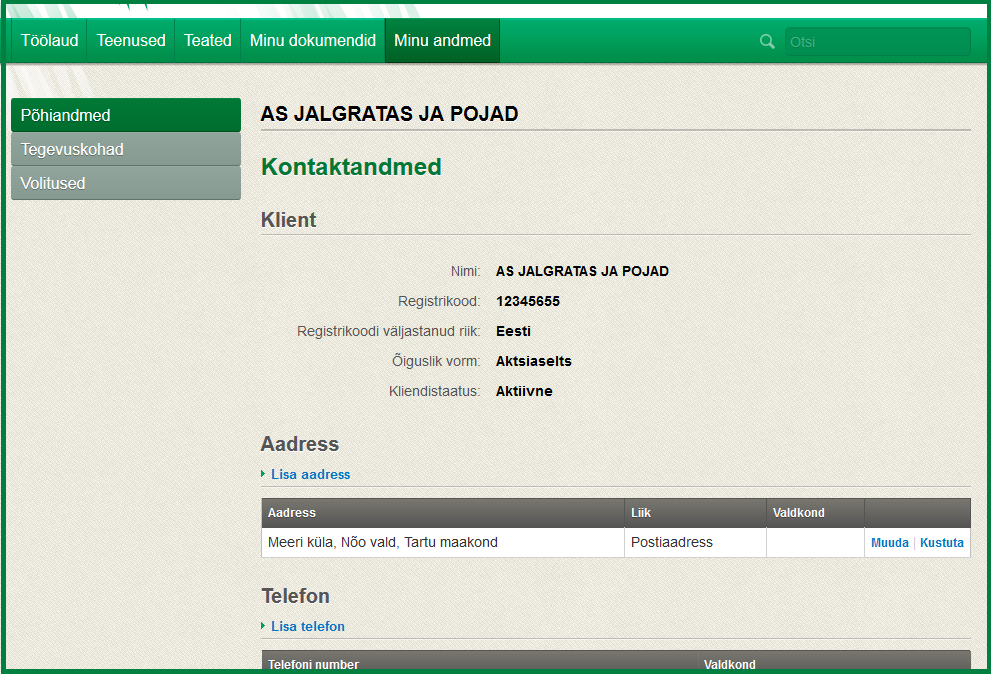 Töölaud Teenused Teated Minu dokumendid Minu andmed Otsi
Põhiandmed
Tegevuskohad
Volitused
AS JALGRATAS JA POJAD
Kontaktandmed
Klient
Nimi: AS JALGRATAS JA POJAD
Registrikood: 12345655
Registrikoodi väljastanud riik: Eesti
Õiguslik vorm: Aktsiaselts
Kliendistaatus: Aktiivne
Aadress
Lisa aadress
Aadress Liik Valdkond
Meeri küla, Nõo vald, Tartu maakond Postiaadress Muuda Kustuta
Telefon
Lisa telefon
Telefoni number Valdkond